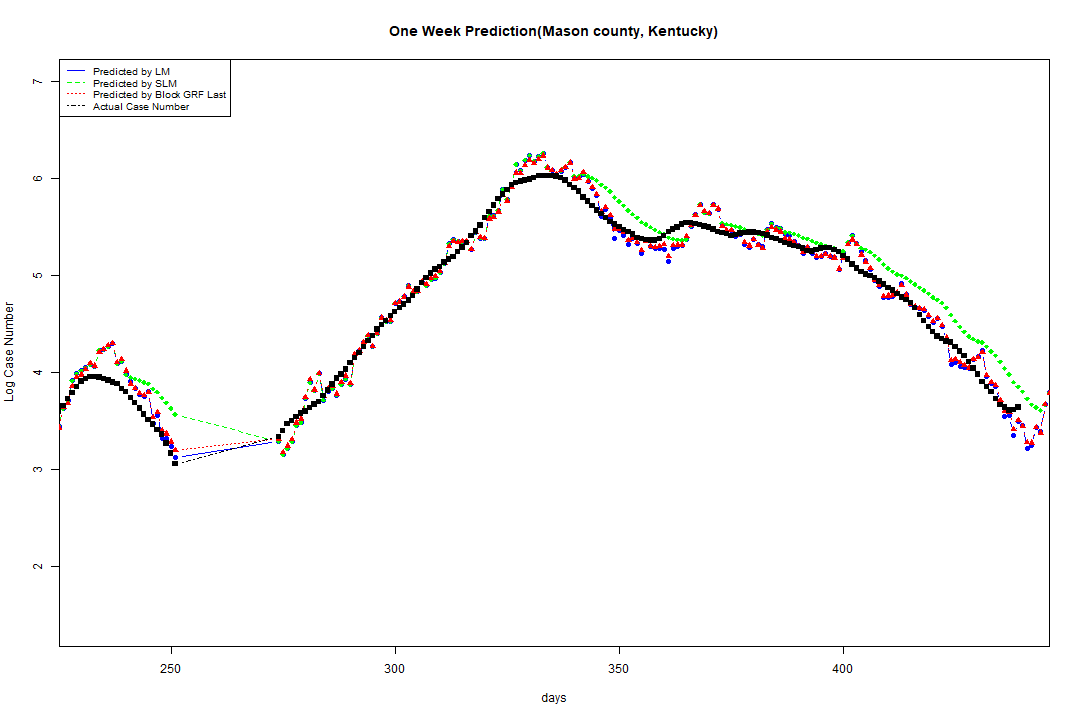 One Week Prediction(Mason county, Kentucky)
Predicted by LM
Predicted by SLM
Predicted by Block GRF Last
Actual Case Number
7
6
5
4
3
2
Log Case Number
250 300 350 400
days